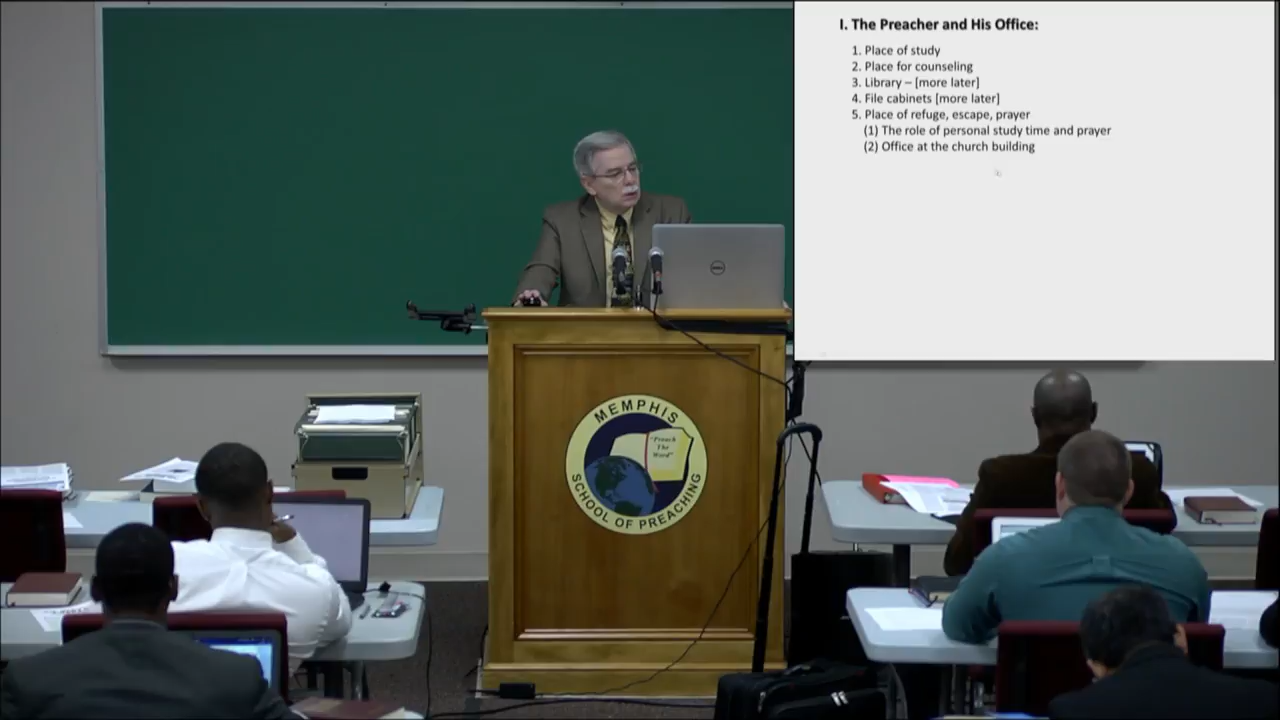 I. The Preacher and His Office:
1. Place of study
2. Place for counseling
3. Library – [more later]
4. File cabinets [more later]
5. Place of refuge, escape, prayer
(1) The role of personal study time and prayer
(2) Office at the church building
DELL
MEMPHIS
"Preach
The
Word"
SCHOOL OF PREACHING